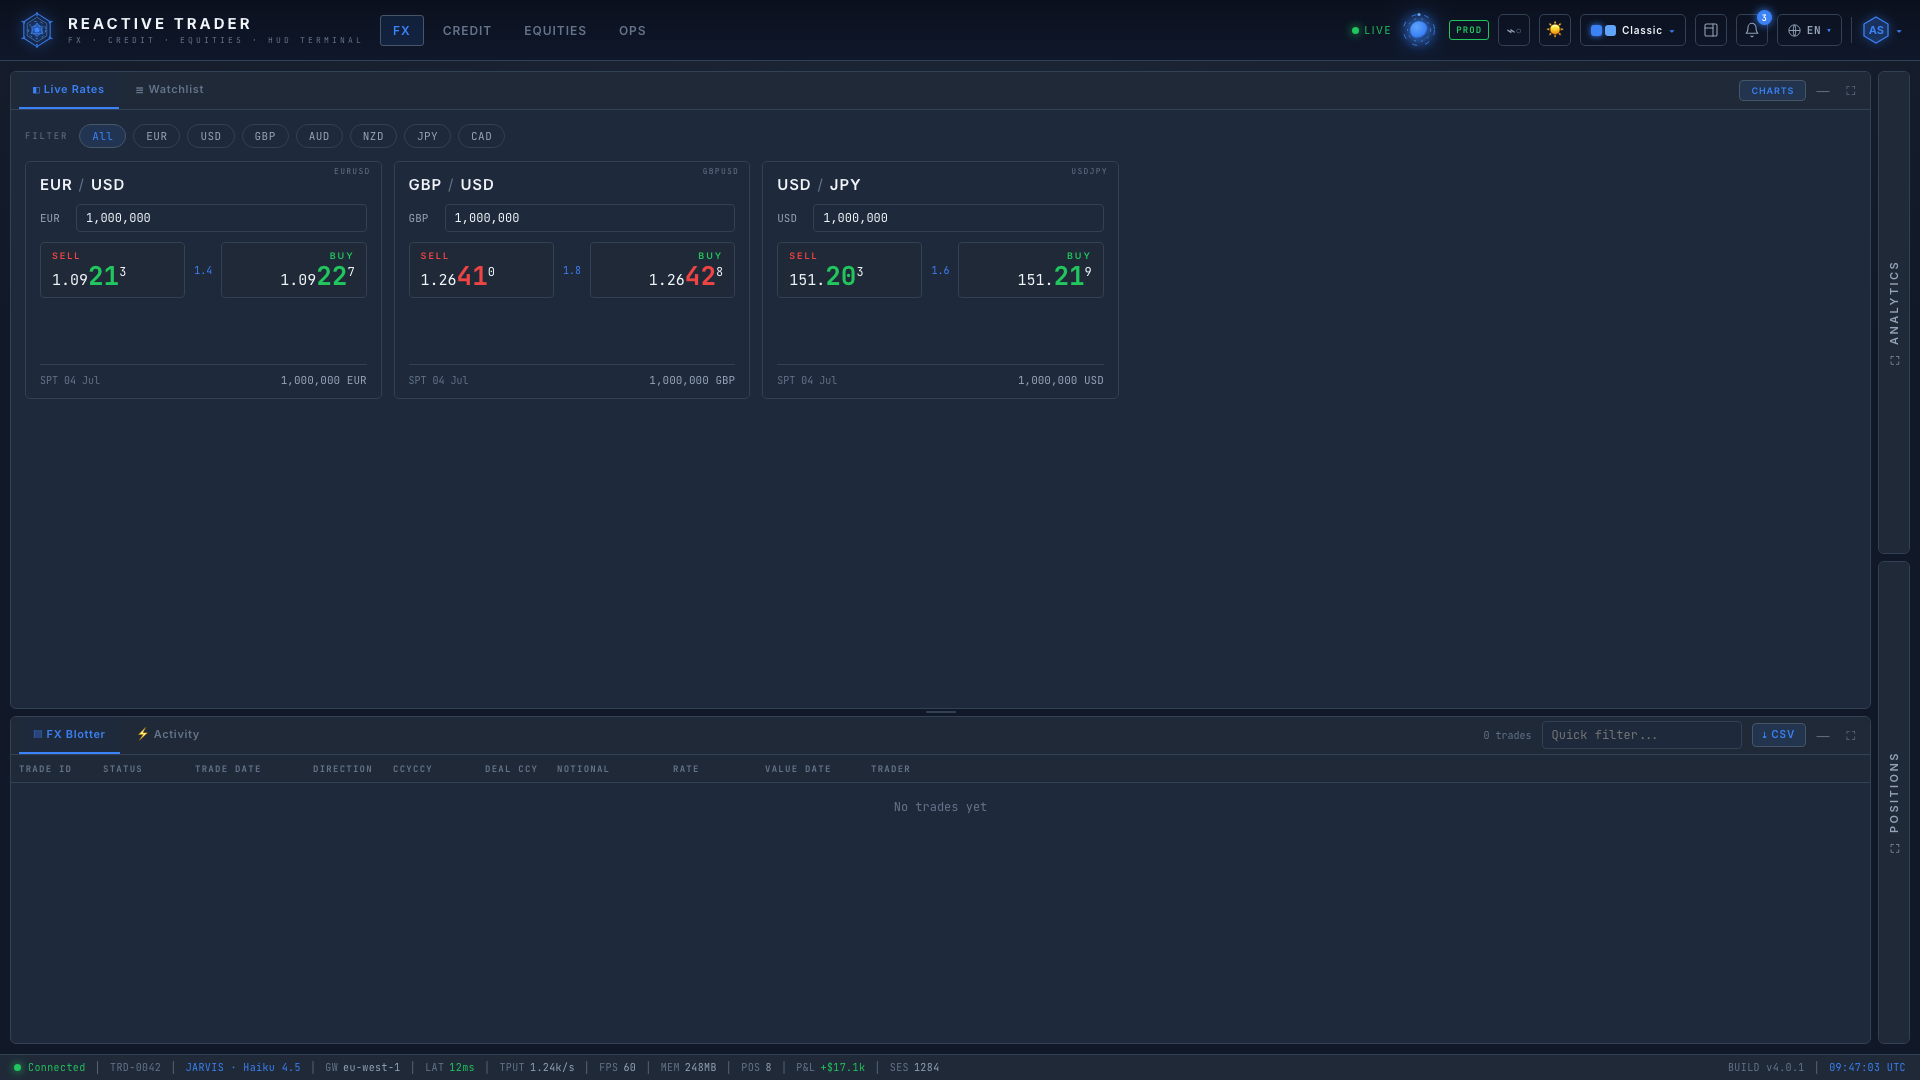 REACTIVE TRADER
FX · CREDIT · EQUITIES · HUD TERMINAL
FX CREDIT EQUITIES OPS
LIVE PROD Classic 3 EN AS
Live Rates Watchlist CHARTS
FILTER All EUR USD GBP AUD NZD JPY CAD
EURUSD
EUR / USD
EUR 1,000,000
SELL 1.09213
1.4
BUY 1.09227
SPT 04 Jul 1,000,000 EUR
GBPUSD
GBP / USD
GBP 1,000,000
SELL 1.26410
1.8
BUY 1.26428
SPT 04 Jul 1,000,000 GBP
USDJPY
USD / JPY
USD 1,000,000
SELL 151.203
1.6
BUY 151.219
SPT 04 Jul 1,000,000 USD
ANALYTICS
POSITIONS
FX Blotter Activity 0 trades Quick filter... ↓ CSV
TRADE ID STATUS TRADE DATE DIRECTION CCYCCY DEAL CCY NOTIONAL RATE VALUE DATE TRADER
No trades yet
Connected TRD-0042 JARVIS · Haiku 4.5 GW eu-west-1 LAT 12ms TPUT 1.24k/s FPS 60 MEM 248MB POS 8 P&L +$17.1k SES 1284 BUILD v4.0.1 09:47:03 UTC